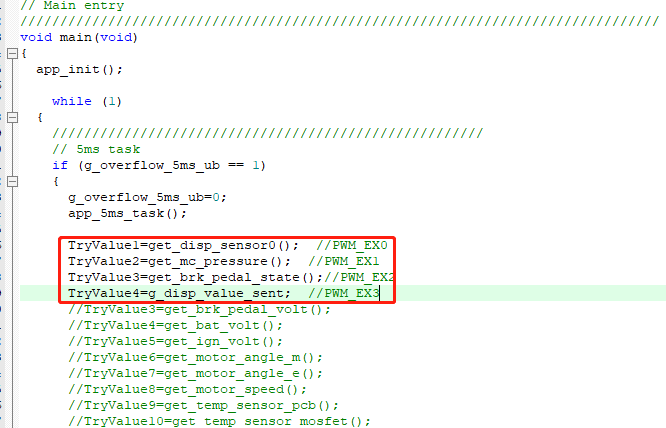 // Main entry
////////////////////////////////////////////////////////////////////////////////
void main(void)
{
app_init();
while (1)
{
//////////////////////////////////////////////////////
// 5ms task
if (g_overflow_5ms_ub == 1)
{
g_overflow_5ms_ub=0;
app_5ms_task();
TryValue1=get_disp_sensor0();  //PWM_EX0
TryValue2=get_mc_pressure();  //PWM_EX1
TryValue3=get_brk_pedal_state();//PWM_EX2
TryValue4=g_disp_value_sent;  //PWM_EX3
//TryValue3=get_brk_pedal_volt();
//TryValue4=get_bat_volt();
//TryValue5=get_ign_volt();
//TryValue6=get_motor_angle_m();
//TryValue7=get_motor_angle_e();
//TryValue8=get_motor_speed();
//TryValue9=get_temp_sensor_pcb();
//TryValue10=get_temp_sensor_mosfet();